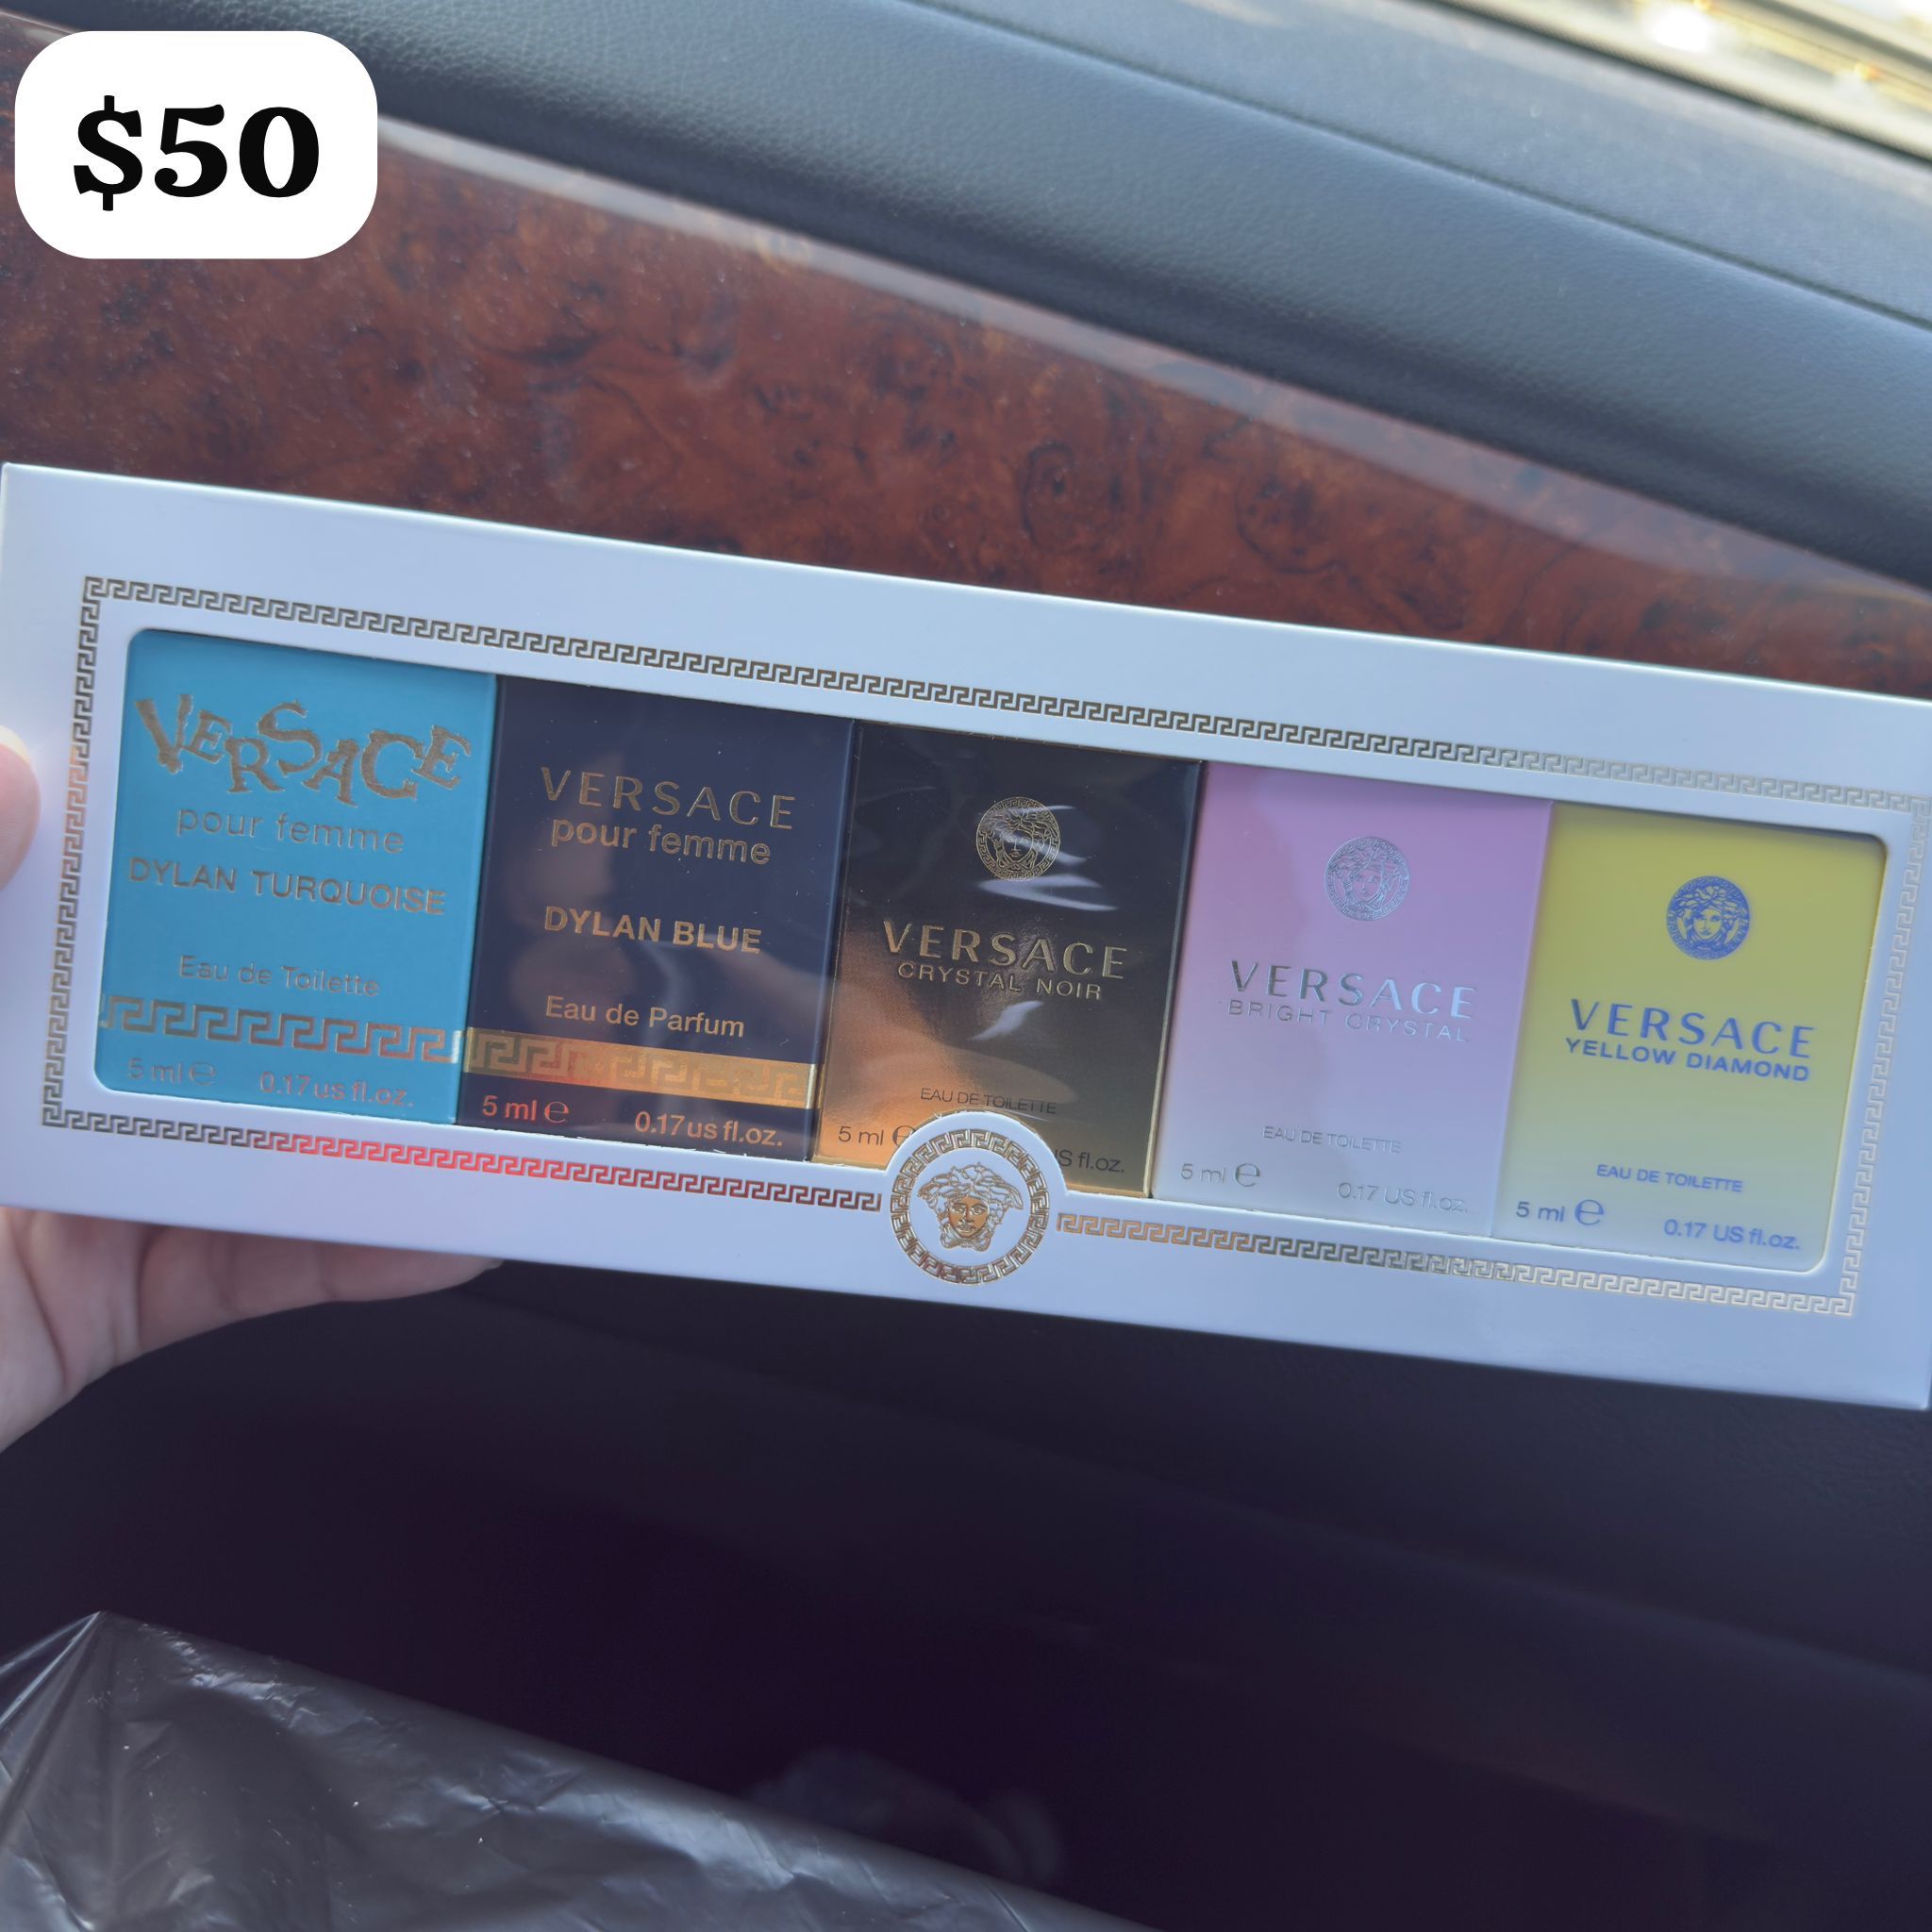 $50
VERSACE
pour femme
DYLAN TURQUOISE
Eau de Toilette
5 ml e 0.17 us fl.oz.
VERSACE
pour femme
DYLAN BLUE
Eau de Parfum
5 ml e 0.17 us fl.oz.
VERSACE
CRYSTAL NOIR
EAU DE TOILETTE
5 ml e US fl.oz.
VERSACE
BRIGHT CRYSTAL
EAU DE TOILETTE
5 ml e 0.17 US fl.oz.
VERSACE
YELLOW DIAMOND
EAU DE TOILETTE
5 ml e 0.17 US fl.oz.